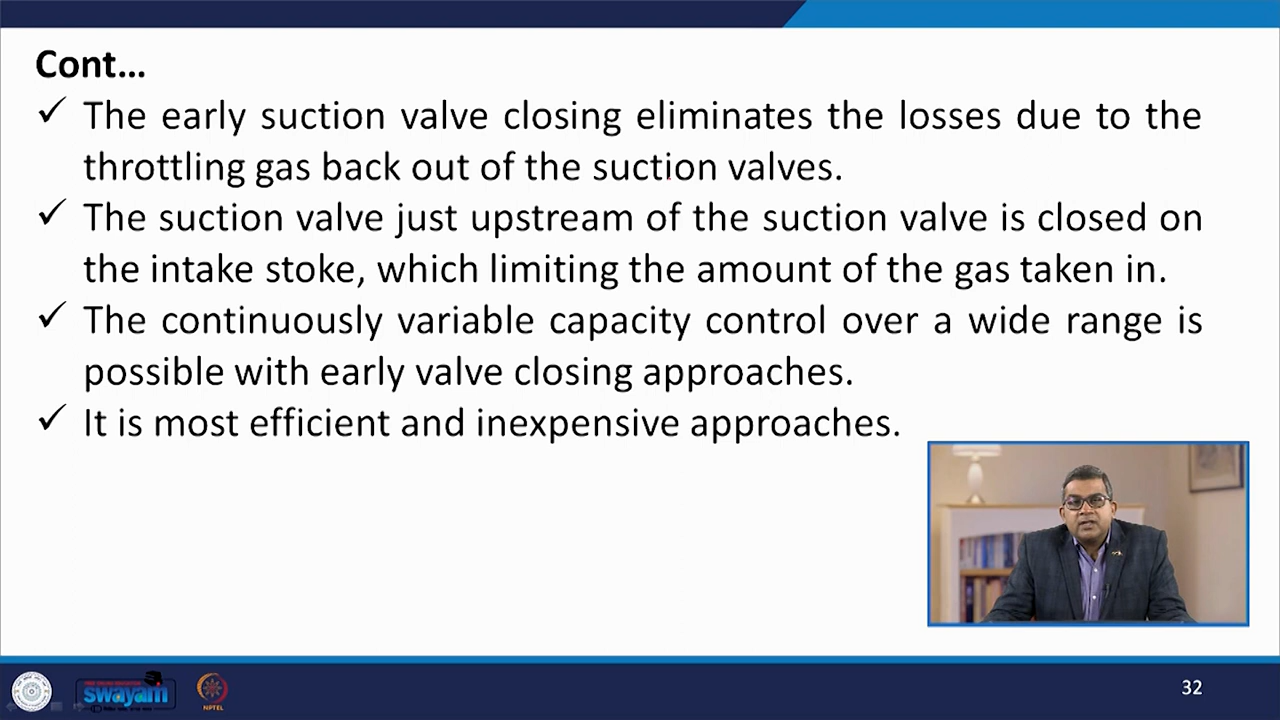 Cont...
✓ The early suction valve closing eliminates the losses due to the
throttling gas back out of the suction valves.
✓ The suction valve just upstream of the suction valve is closed on
the intake stoke, which limiting the amount of the gas taken in.
✓ The continuously variable capacity control over a wide range is
possible with early valve closing approaches.
✓ It is most efficient and inexpensive approaches.
swayam
NPTEL
32